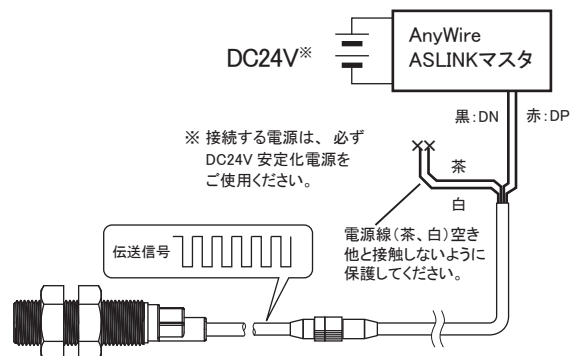 AnyWire
ASLINKマスタ
DC24V※
黒:DN
赤:DP
※ 接続する電源は、必ず
DC24V 安定化電源を
ご使用ください。
茶
白
電源線(茶、白)空き
他と接触しないように
保護してください。
伝送信号